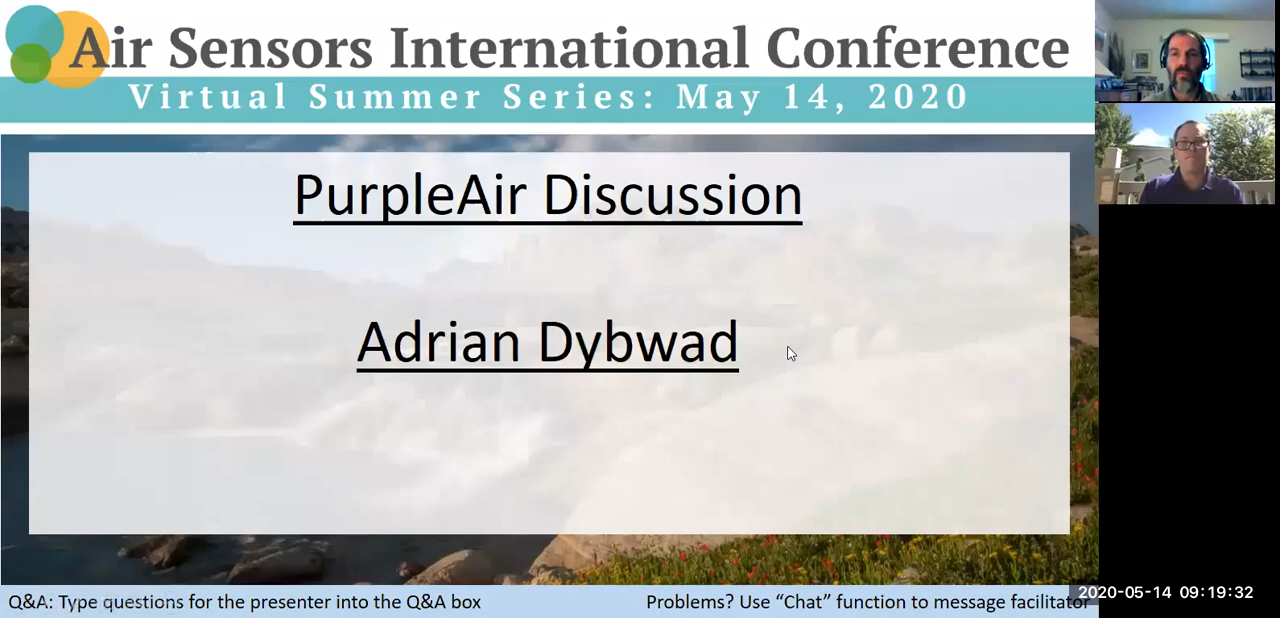 Air Sensors International Conference
Virtual Summer Series: May 14, 2020
PurpleAir Discussion
Adrian Dybwad
Q&A: Type questions for the presenter into the Q&A box
Problems? Use “Chat” function to message facilitator
2020-05-14 09:19:32